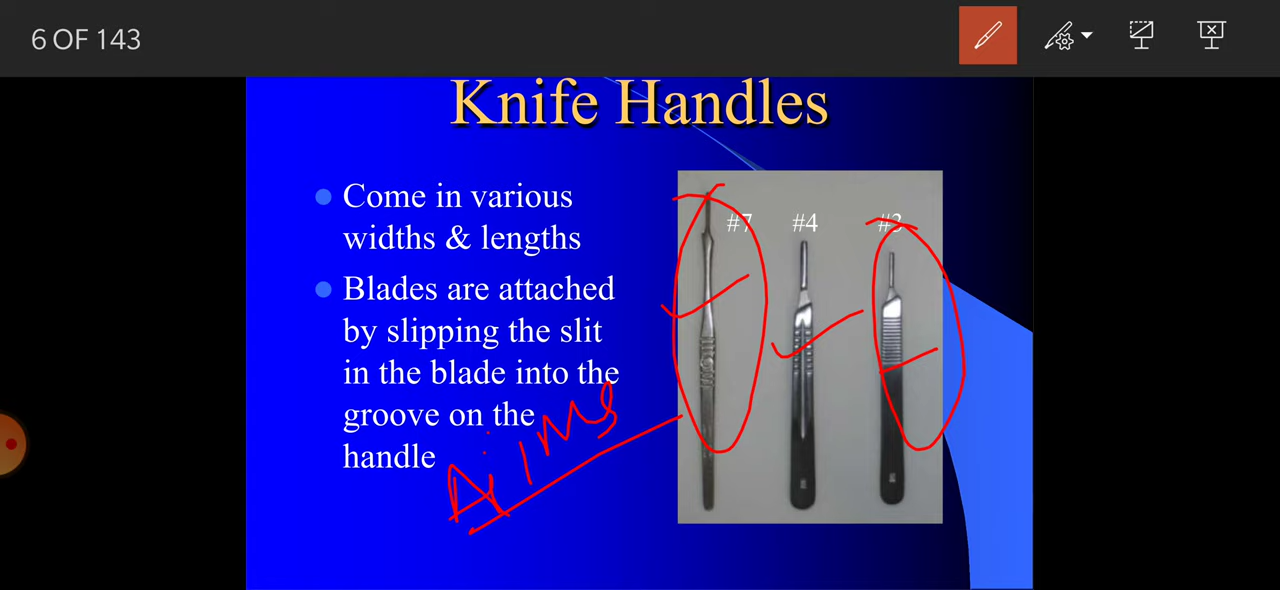 6 OF 143
Knife Handles
Come in various
widths & lengths
Blades are attached
by slipping the slit
in the blade into the
groove on the
handle
#7
#4
#3
Aiims